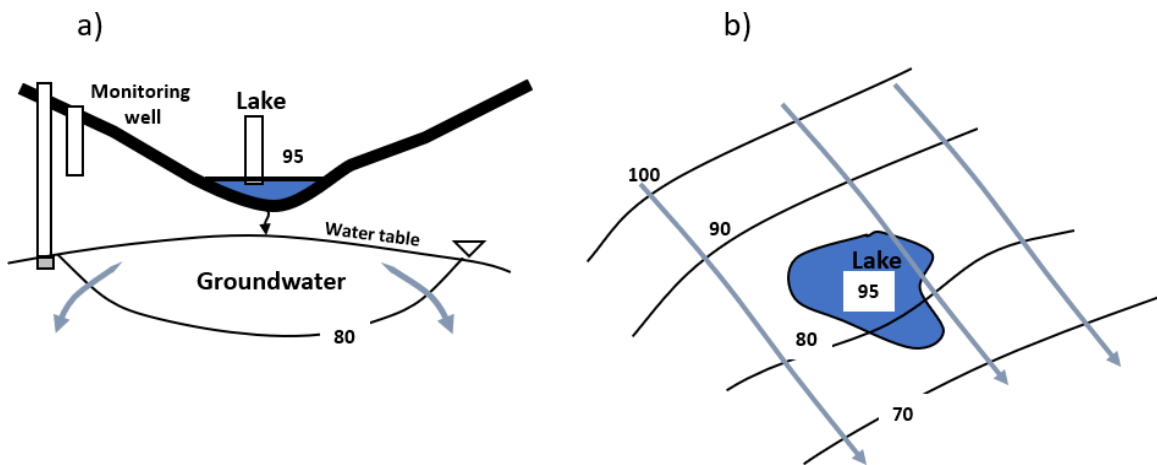 a)
Monitoring
well
Lake
95
Water table
Groundwater
80
b)
100
90
Lake
95
80
70